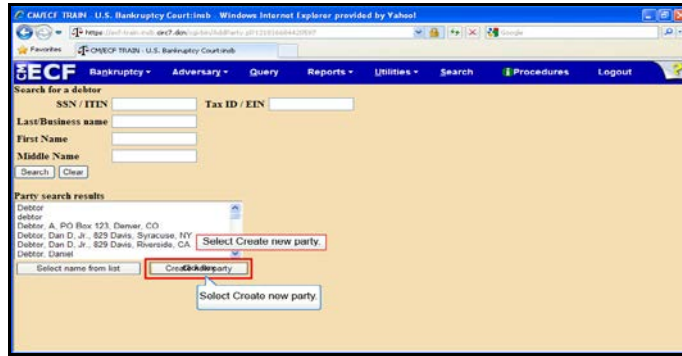 CM/ECF TRAIN - U.S. Bankruptcy Court:insb - Windows Internet Explorer provided by Yahoo!
Google
Favorites CM/ECF TRAIN - U.S. Bankruptcy Court:insb
ECF Bankruptcy Adversary Query Reports Utilities Search Procedures Logout
Search for a debtor
SSN / ITIN Tax ID / EIN
Last/Business name
First Name
Middle Name
Search Clear
Party search results
Debtor
debtor
Debtor, A, PO Box 123, Denver, CO
Debtor, Dan D, Jr., 829 Davis, Syracuse, NY
Debtor, Dan D, Jr., 829 Davis, Riverside, CA
Debtor, Daniel
Select Create new party.
Select name from list party
Select Create new party.